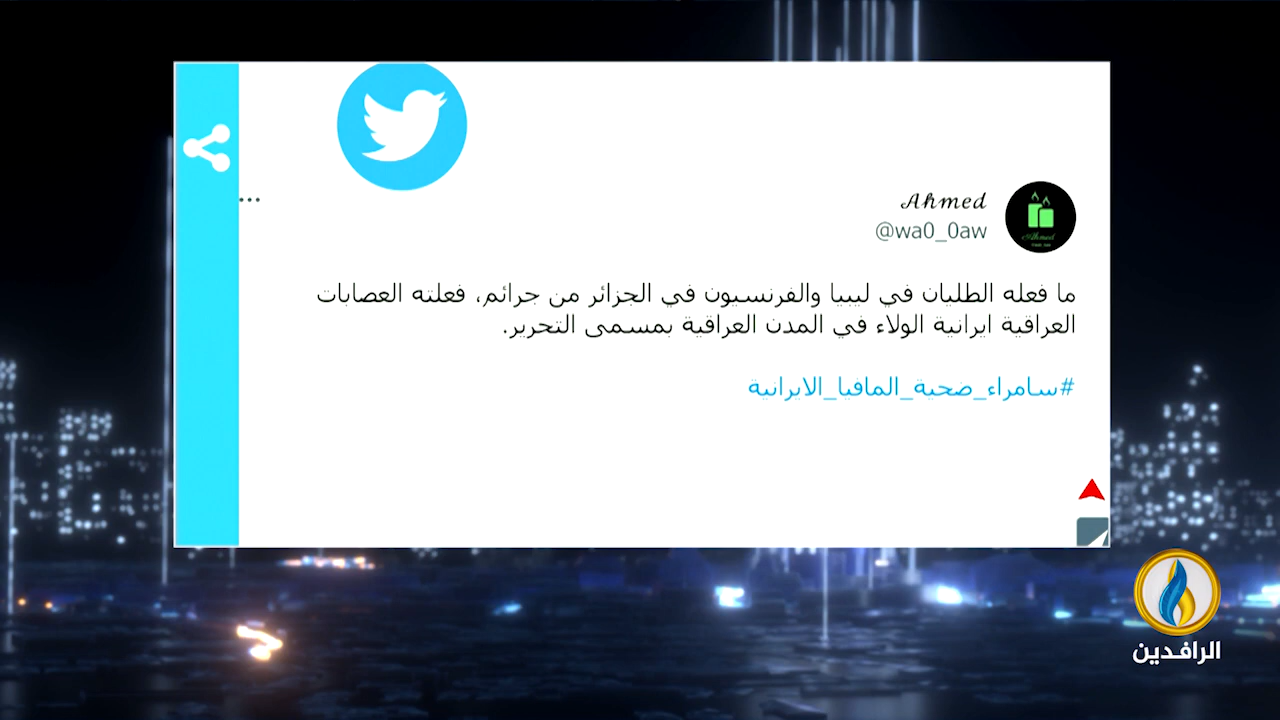 Ahmed
@wa0_0aw
ما فعله الطليان في ليبيا والفرنسيون في الجزائر من جرائم، فعلته العصابات
العراقية ايرانية الولاء في المدن العراقية بمسمى التحرير.
#سامراء_ضحية_المافيا_الايرانية
الرافدين